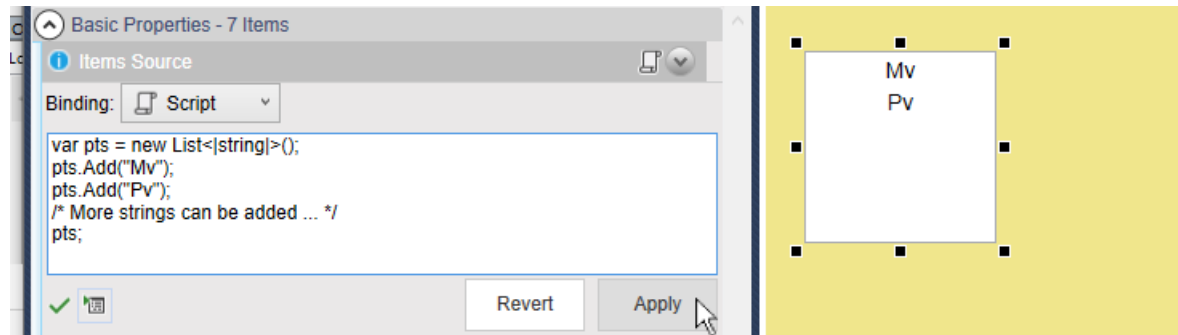 Basic Properties - 7 Items
Items Source
Binding:
Script
var pts = new List<|string|>();
pts.Add("Mv");
pts.Add("Pv");
/* More strings can be added ... */
pts;
Revert
Apply
Mv
Pv